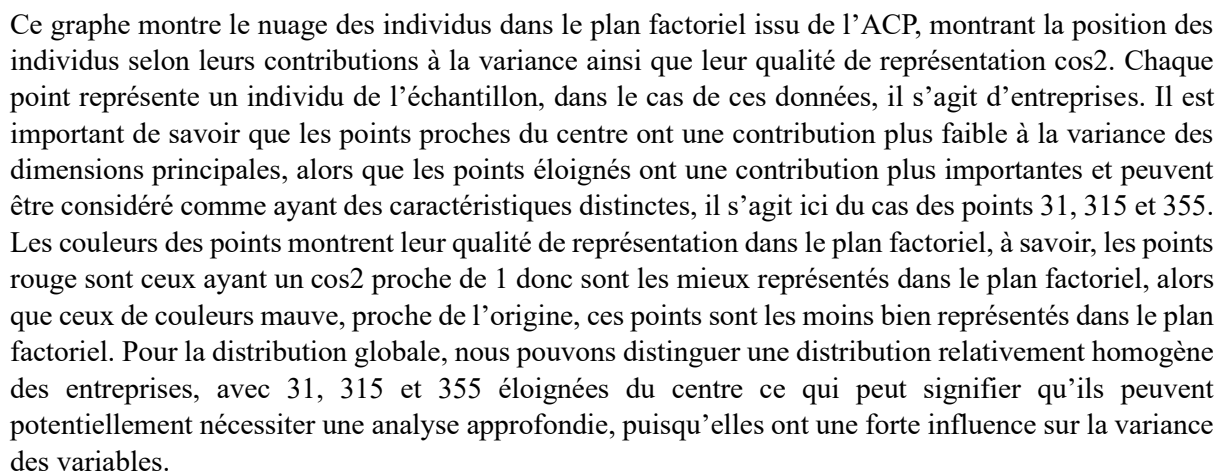 Ce graphe montre le nuage des individus dans le plan factoriel issu de l’ACP, montrant la position des
individus selon leurs contributions à la variance ainsi que leur qualité de représentation cos2. Chaque
point représente un individu de l’échantillon, dans le cas de ces données, il s’agit d’entreprises. Il est
important de savoir que les points proches du centre ont une contribution plus faible à la variance des
dimensions principales, alors que les points éloignés ont une contribution plus importantes et peuvent
être considéré comme ayant des caractéristiques distinctes, il s’agit ici du cas des points 31, 315 et 355.
Les couleurs des points montrent leur qualité de représentation dans le plan factoriel, à savoir, les points
rouge sont ceux ayant un cos2 proche de 1 donc sont les mieux représentés dans le plan factoriel, alors
que ceux de couleurs mauve, proche de l’origine, ces points sont les moins bien représentés dans le plan
factoriel. Pour la distribution globale, nous pouvons distinguer une distribution relativement homogène
des entreprises, avec 31, 315 et 355 éloignées du centre ce qui peut signifier qu’ils peuvent
potentiellement nécessiter une analyse approfondie, puisqu’elles ont une forte influence sur la variance
des variables.